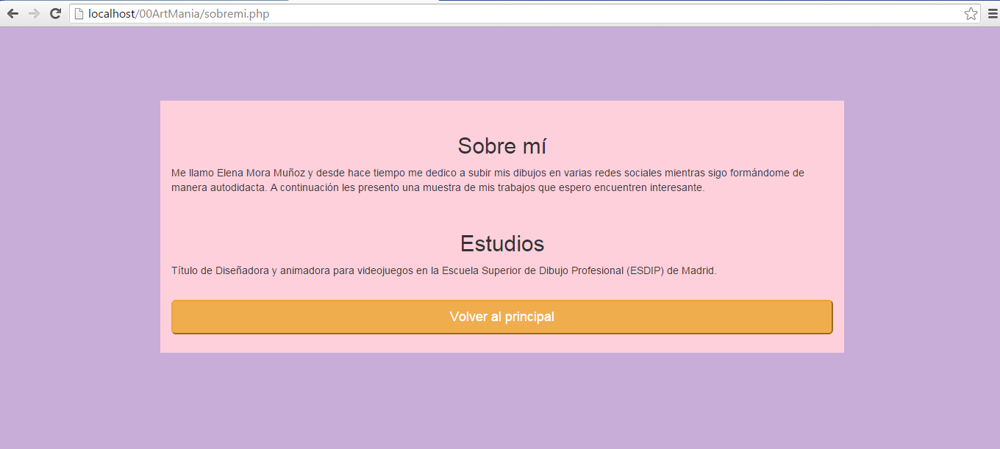 localhost/00ArtMania/sobremi.php
Sobre mí
Me llamo Elena Mora Muñoz y desde hace tiempo me dedico a subir mis dibujos en varias redes sociales mientras sigo formándome de
manera autodidacta. A continuación les presento una muestra de mis trabajos que espero encuentren interesante.
Estudios
Título de Diseñadora y animadora para videojuegos en la Escuela Superior de Dibujo Profesional (ESDIP) de Madrid.
Volver al principal